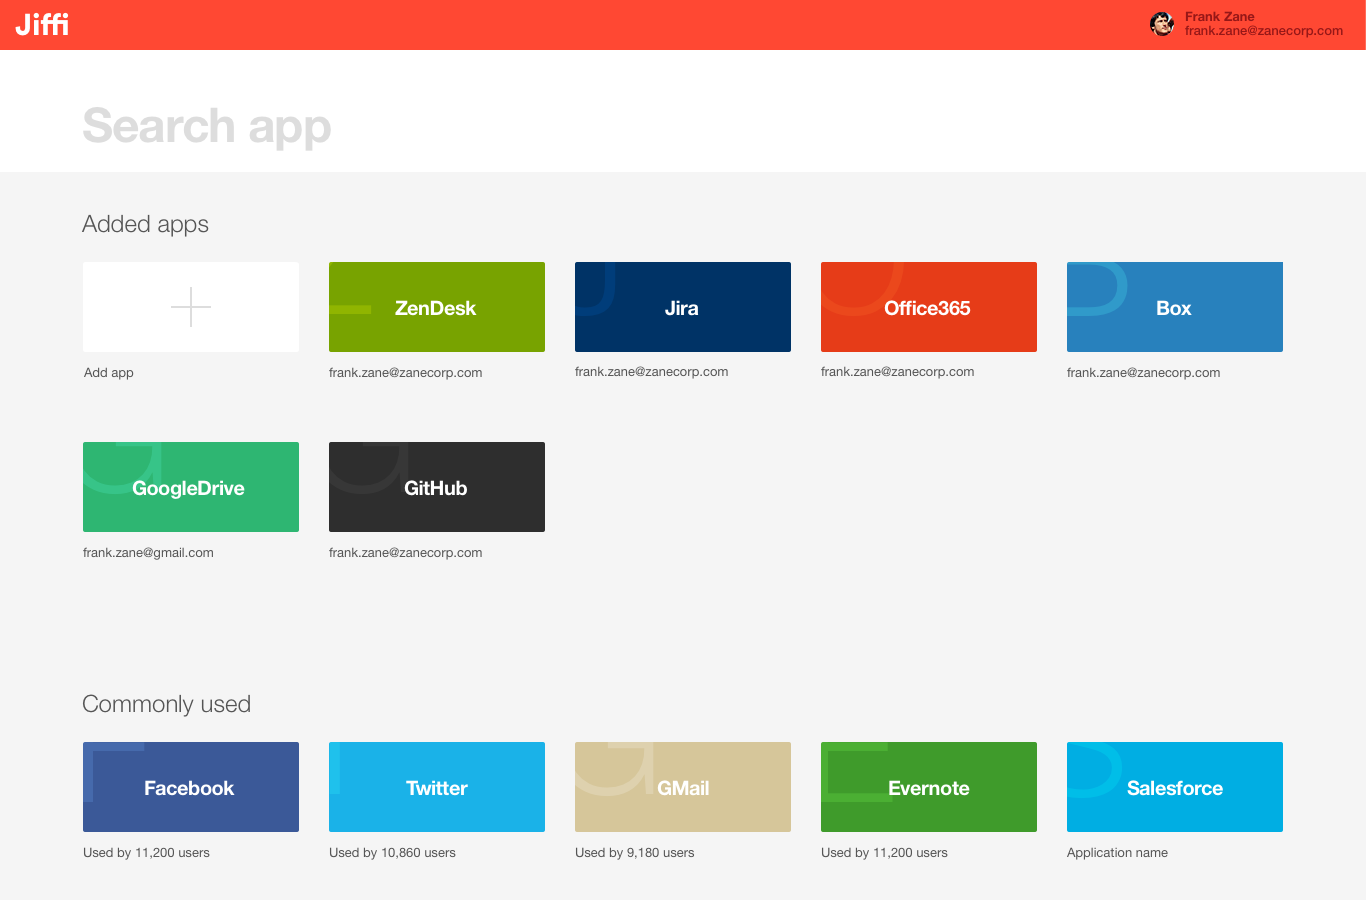 Jiffi
Frank Zane
frank.zane@zanecorp.com
Search app
Added apps
ZenDesk
Jira
Office365
Box
Add app
frank.zane@zanecorp.com
frank.zane@zanecorp.com
frank.zane@zanecorp.com
frank.zane@zanecorp.com
GoogleDrive
GitHub
frank.zane@gmail.com
frank.zane@zanecorp.com
Commonly used
Facebook
Twitter
GMail
Evernote
Salesforce
Used by 11,200 users
Used by 10,860 users
Used by 9,180 users
Used by 11,200 users
Application name